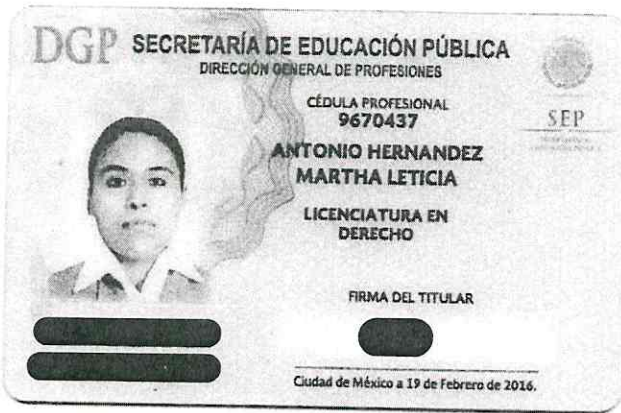 DGP SECRETARÍA DE EDUCACIÓN PÚBLICA
DIRECCIÓN GENERAL DE PROFESIONES
CÉDULA PROFESIONAL
9670437
SEP
ANTONIO HERNANDEZ
MARTHA LETICIA
LICENCIATURA EN
DERECHO
FIRMA DEL TITULAR
Ciudad de México a 19 de Febrero de 2016.